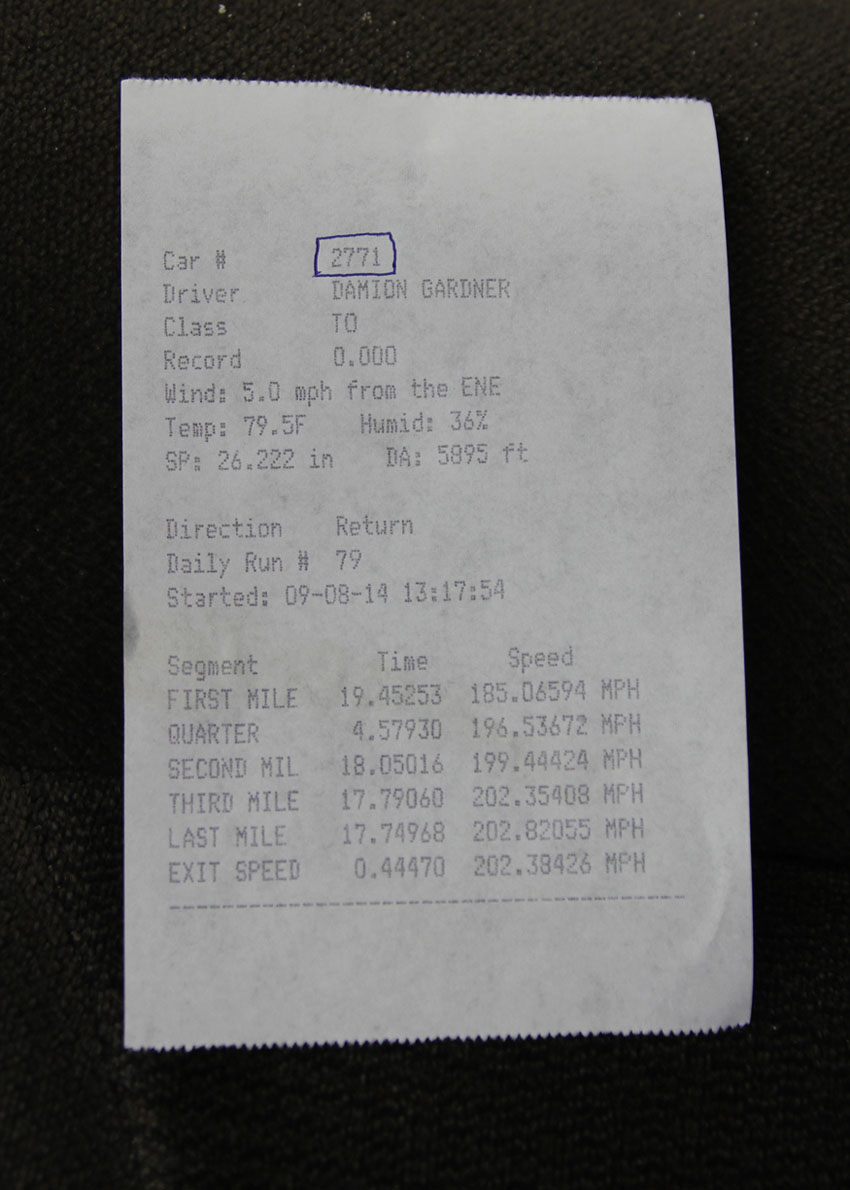 Car # 2771
Driver DAMION GARDNER
Class TO
Record 0.000
Wind: 5.0 mph from the ENE
Temp: 79.5F Humid: 36%
SP: 26.222 in DA: 5895 ft
Direction Return
Daily Run # 79
Started: 09-08-14 13:17:54
Segment Time Speed
FIRST MILE 19.45253 185.06594 MPH
QUARTER 4.57930 196.53672 MPH
SECOND MIL 18.05016 199.44424 MPH
THIRD MILE 17.79060 202.35408 MPH
LAST MILE 17.74968 202.82055 MPH
EXIT SPEED 0.44470 202.38426 MPH